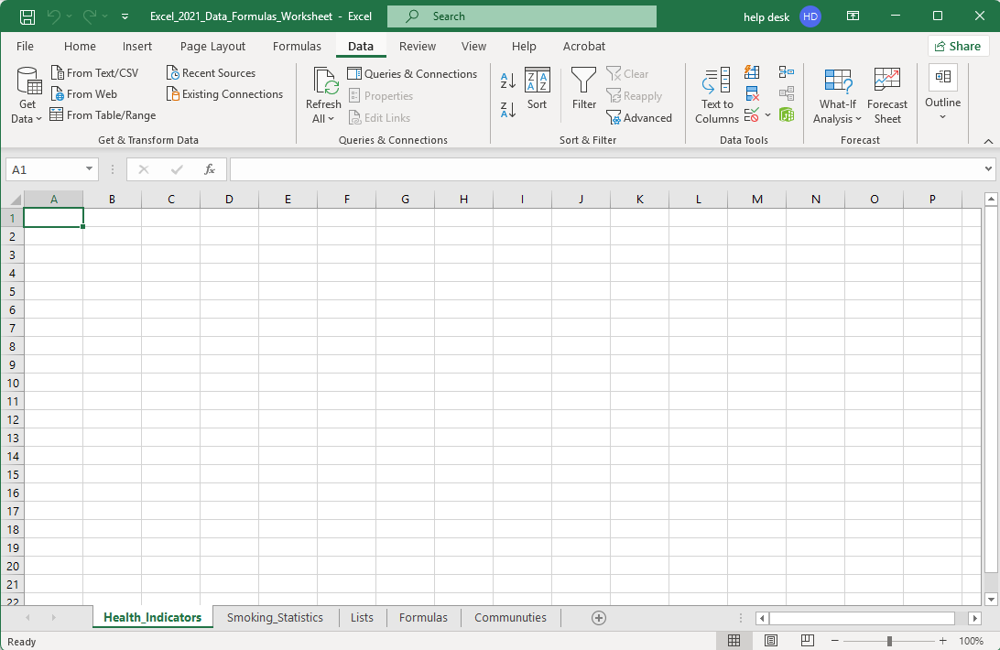 Excel_2021_Data_Formulas_Worksheet - Excel
Search
help desk
HD
File Home Insert Page Layout Formulas Data Review View Help Acrobat
Share
Get Data
From Text/CSV
From Web
From Table/Range
Recent Sources
Existing Connections
Get & Transform Data
Refresh All
Queries & Connections
Properties
Edit Links
Queries & Connections
A Z
Z A
Z A A Z
Sort
Filter
Clear
Reapply
Advanced
Sort & Filter
Text to Columns
Data Tools
What-If Analysis
Forecast Sheet
Forecast
Outline
A1
fx
A B C D E F G H I J K L M N O P
1
2
3
4
5
6
7
8
9
10
11
12
13
14
15
16
17
18
19
20
21
22
Health_Indicators Smoking_Statistics Lists Formulas Communuties
Ready
100%